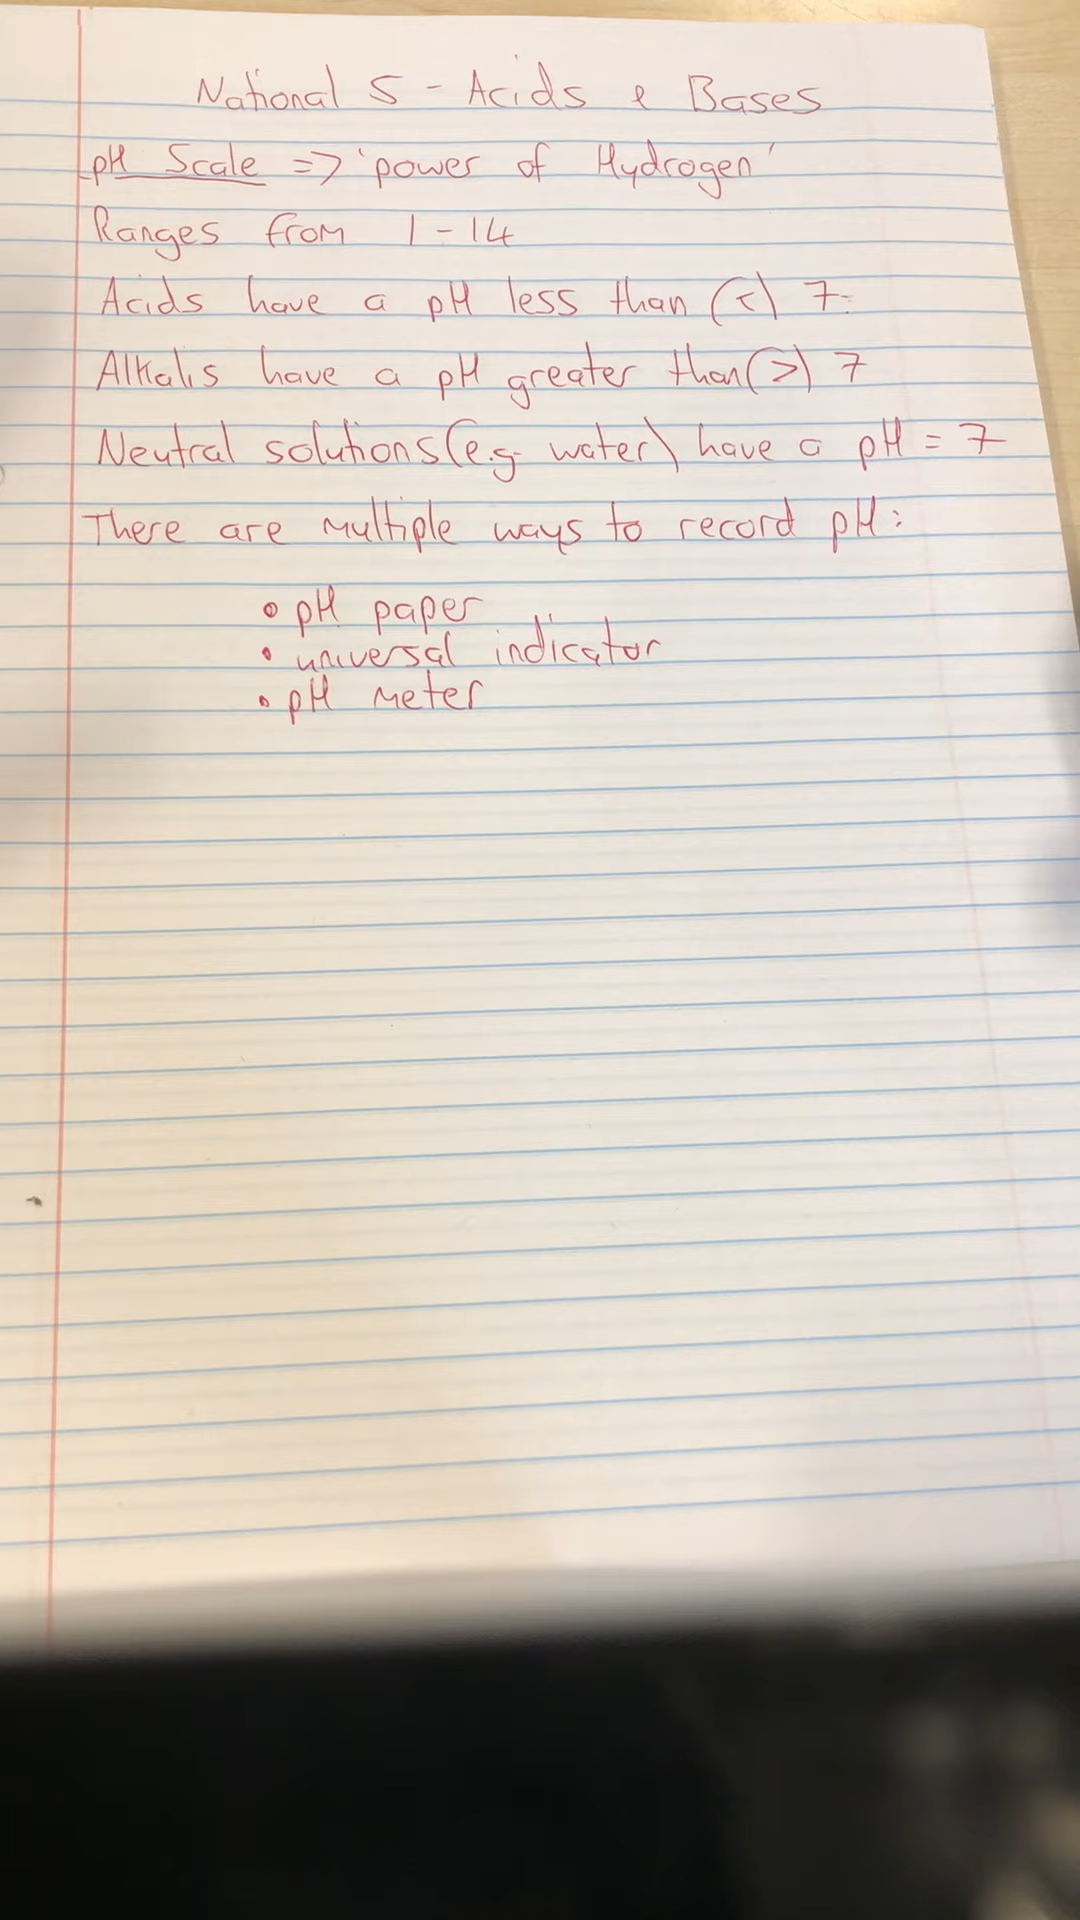 National 5 - Acids & Bases
pH Scale => 'power of Hydrogen'
Ranges from 1-14
Acids have a pH less than (<) 7.
Alkalis have a pH greater than (>) 7
Neutral solutions (e.g. water) have a pH = 7
There are multiple ways to record pH:
• pH paper
• universal indicator
• pH meter